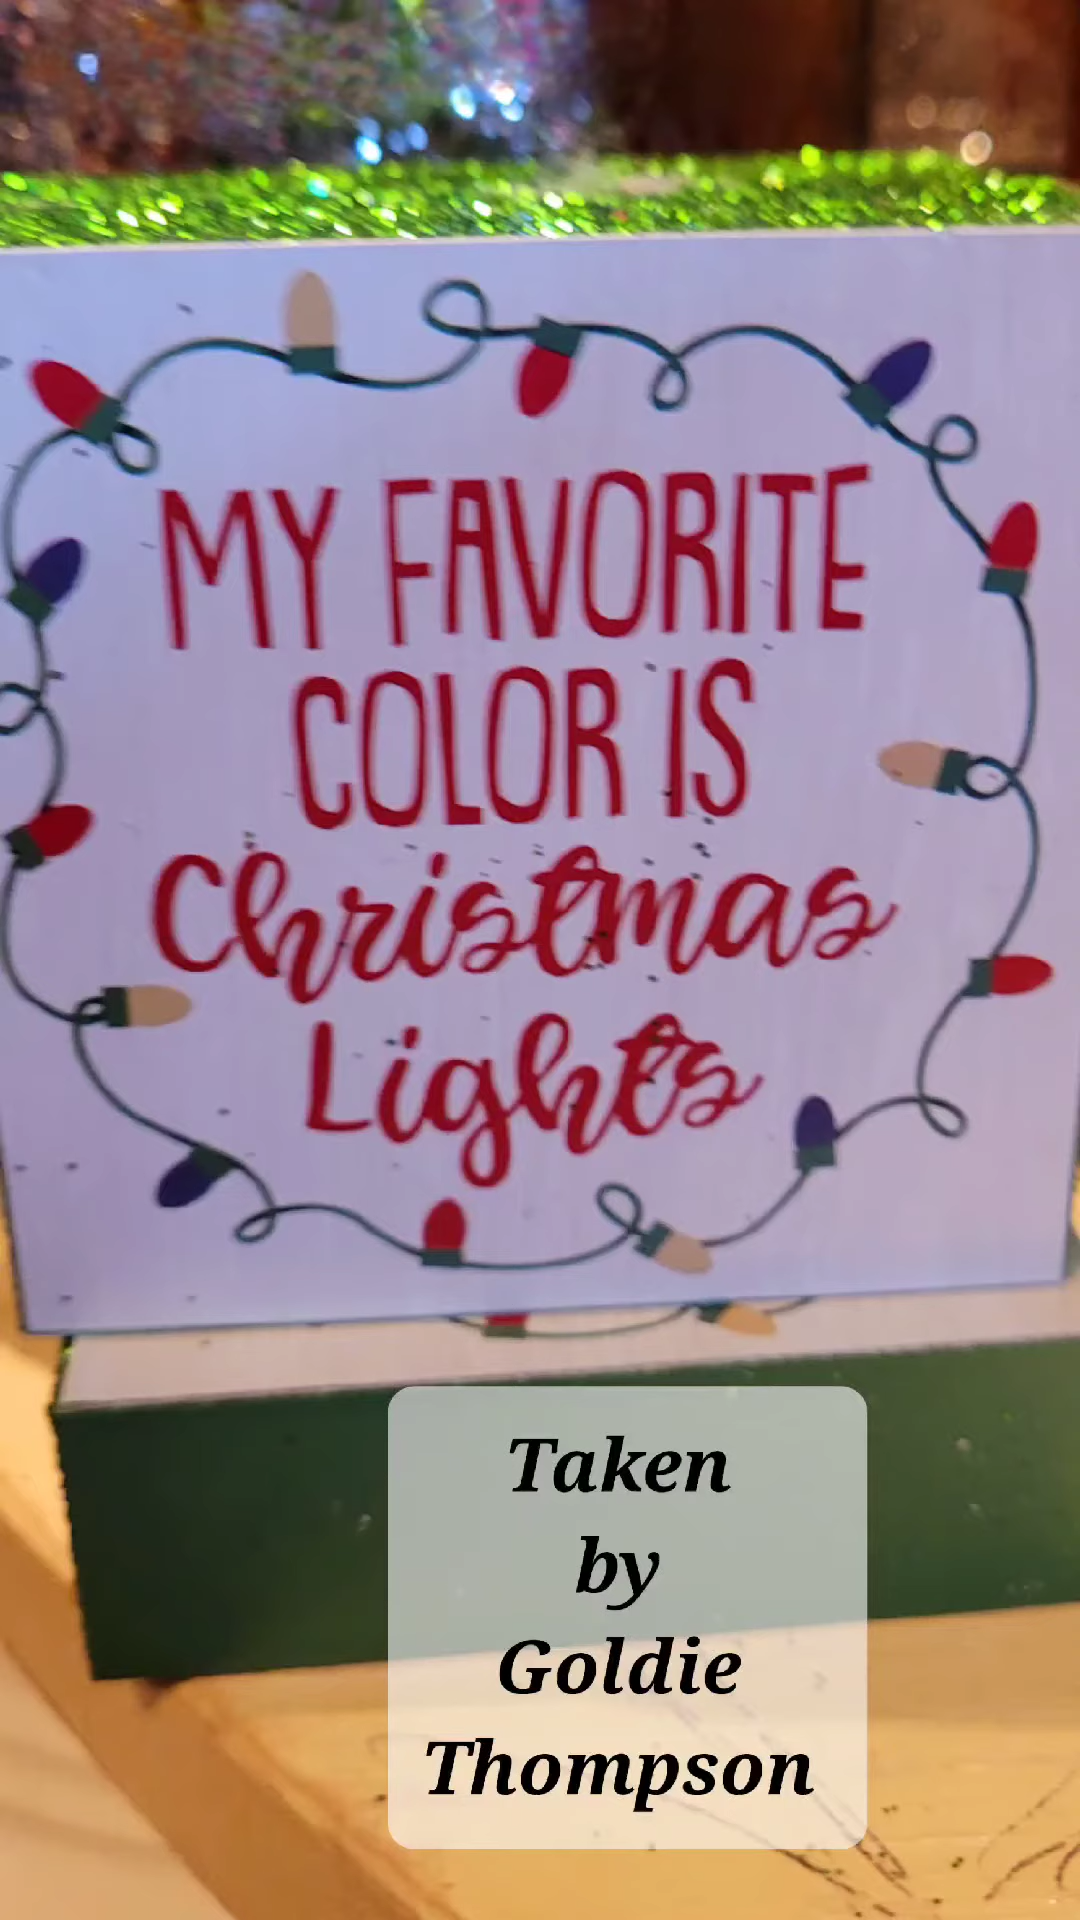 MY FAVORITE
COLOR IS
Christmas
Lights
Taken
by
Goldie
Thompson